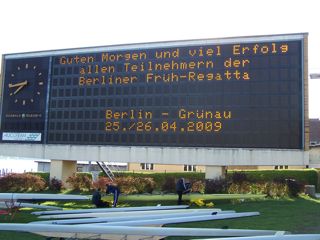 Guten Morgen und viel Erfolg
allen Teilnehmern der
Berliner Früh-Regatta
Berlin - Grünau
25./26.04.2009